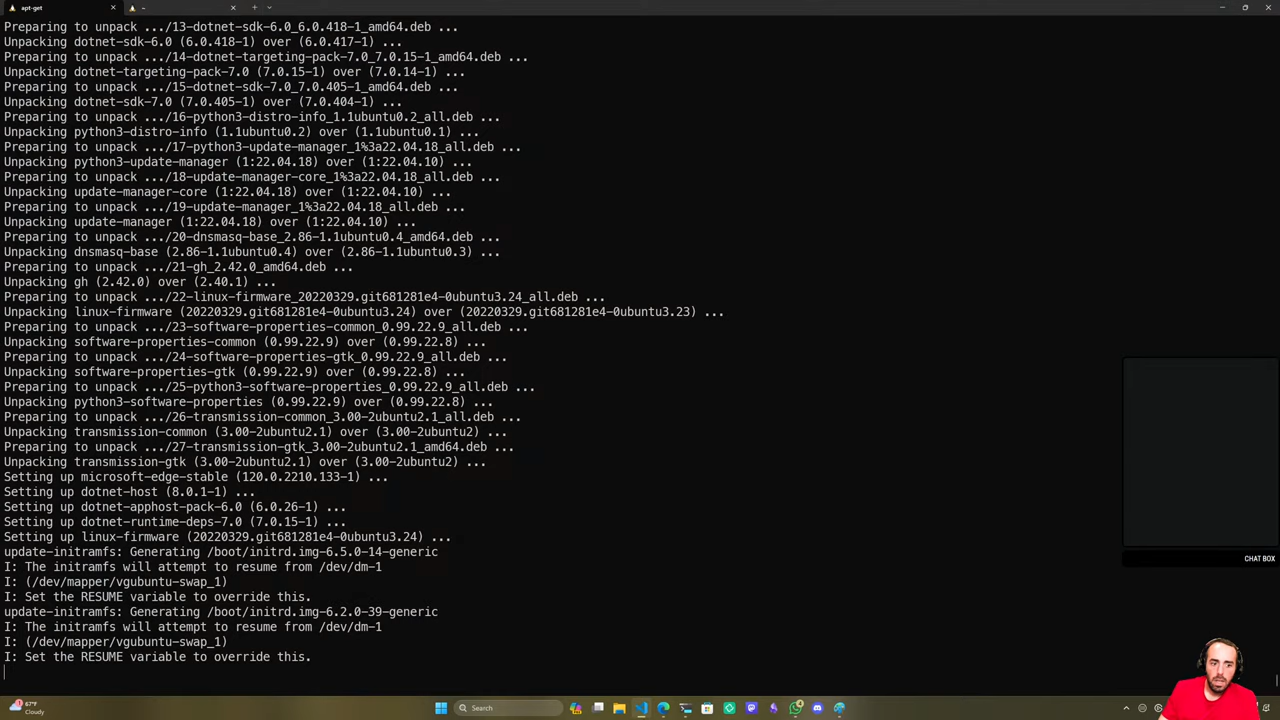 apt-get
~
Preparing to unpack .../13-dotnet-sdk-6.0_6.0.418-1_amd64.deb ...
Unpacking dotnet-sdk-6.0 (6.0.418-1) over (6.0.417-1) ...
Preparing to unpack .../14-dotnet-targeting-pack-7.0_7.0.15-1_amd64.deb ...
Unpacking dotnet-targeting-pack-7.0 (7.0.15-1) over (7.0.14-1) ...
Preparing to unpack .../15-dotnet-sdk-7.0_7.0.405-1_amd64.deb ...
Unpacking dotnet-sdk-7.0 (7.0.405-1) over (7.0.404-1) ...
Preparing to unpack .../16-python3-distro-info_1.1ubuntu0.2_all.deb ...
Unpacking python3-distro-info (1.1ubuntu0.2) over (1.1ubuntu0.1) ...
Preparing to unpack .../17-python3-update-manager_1%3a22.04.18_all.deb ...
Unpacking python3-update-manager (1:22.04.18) over (1:22.04.10) ...
Preparing to unpack .../18-update-manager-core_1%3a22.04.18_all.deb ...
Unpacking update-manager-core (1:22.04.18) over (1:22.04.10) ...
Preparing to unpack .../19-update-manager_1%3a22.04.18_all.deb ...
Unpacking update-manager (1:22.04.18) over (1:22.04.10) ...
Preparing to unpack .../20-dnsmasq-base_2.86-1.1ubuntu0.4_amd64.deb ...
Unpacking dnsmasq-base (2.86-1.1ubuntu0.4) over (2.86-1.1ubuntu0.3) ...
Preparing to unpack .../21-gh_2.42.0_amd64.deb ...
Unpacking gh (2.42.0) over (2.40.1) ...
Preparing to unpack .../22-linux-firmware_20220329.git681281e4-0ubuntu3.24_all.deb ...
Unpacking linux-firmware (20220329.git681281e4-0ubuntu3.24) over (20220329.git681281e4-0ubuntu3.23) ...
Preparing to unpack .../23-software-properties-common_0.99.22.9_all.deb ...
Unpacking software-properties-common (0.99.22.9) over (0.99.22.8) ...
Preparing to unpack .../24-software-properties-gtk_0.99.22.9_all.deb ...
Unpacking software-properties-gtk (0.99.22.9) over (0.99.22.8) ...
Preparing to unpack .../25-python3-software-properties_0.99.22.9_all.deb ...
Unpacking python3-software-properties (0.99.22.9) over (0.99.22.8) ...
Preparing to unpack .../26-transmission-common_3.00-2ubuntu2.1_all.deb ...
Unpacking transmission-common (3.00-2ubuntu2.1) over (3.00-2ubuntu2) ...
Preparing to unpack .../27-transmission-gtk_3.00-2ubuntu2.1_amd64.deb ...
Unpacking transmission-gtk (3.00-2ubuntu2.1) over (3.00-2ubuntu2) ...
Setting up microsoft-edge-stable (120.0.2210.133-1) ...
Setting up dotnet-host (8.0.1-1) ...
Setting up dotnet-apphost-pack-6.0 (6.0.26-1) ...
Setting up dotnet-runtime-deps-7.0 (7.0.15-1) ...
Setting up linux-firmware (20220329.git681281e4-0ubuntu3.24) ...
update-initramfs: Generating /boot/initrd.img-6.5.0-14-generic
I: The initramfs will attempt to resume from /dev/dm-1
I: (/dev/mapper/vgubuntu-swap_1)
I: Set the RESUME variable to override this.
update-initramfs: Generating /boot/initrd.img-6.2.0-39-generic
I: The initramfs will attempt to resume from /dev/dm-1
I: (/dev/mapper/vgubuntu-swap_1)
I: Set the RESUME variable to override this.
CHAT BOX
67°F
Cloudy
Search